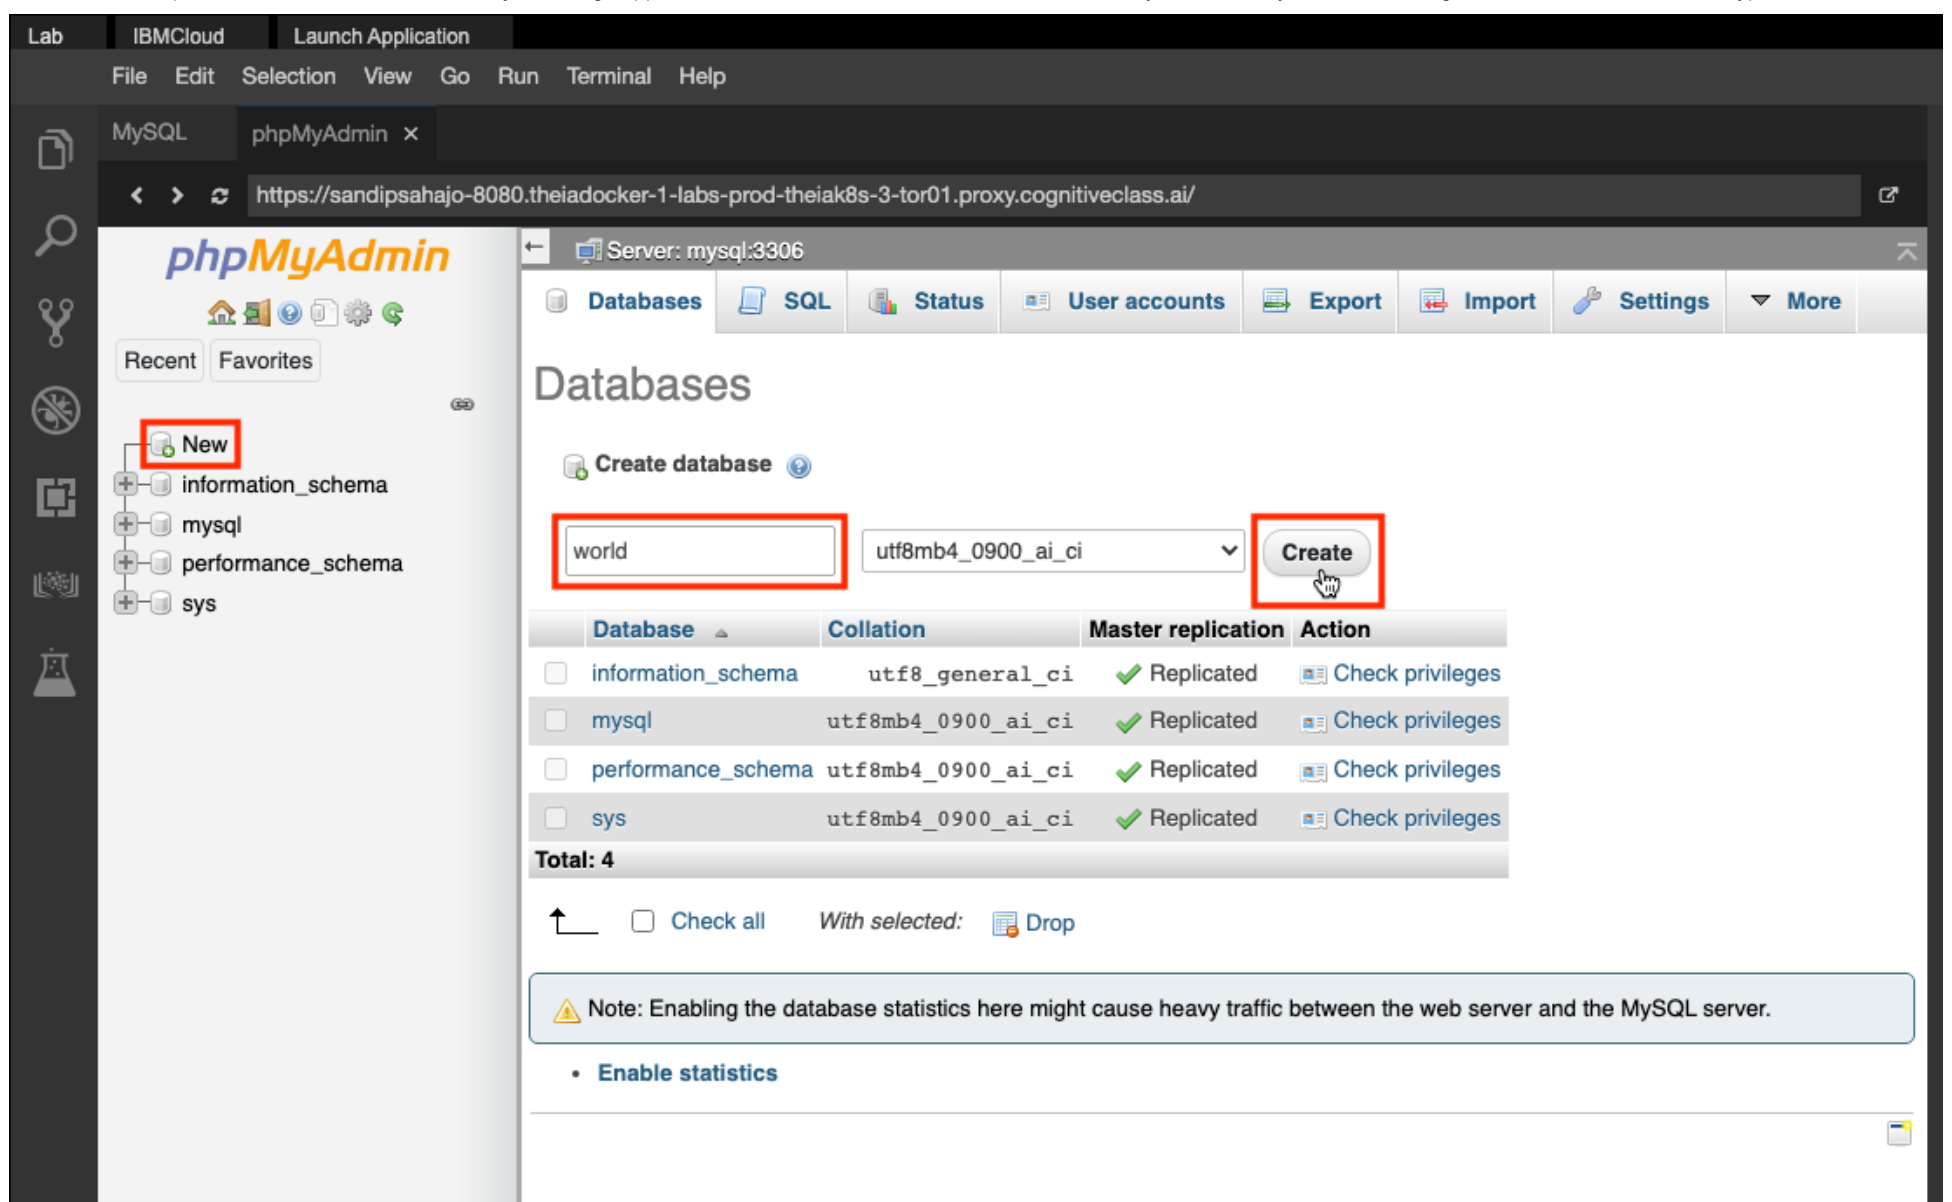 Lab IBMCloud Launch Application
File Edit Selection View Go Run Terminal Help
MySQL phpMyAdmin ×
https://sandipsahajo-8080.theiadocker-1-labs-prod-theiak8s-3-tor01.proxy.cognitiveclass.ai/
phpMyAdmin
Recent Favorites
New
information_schema
mysql
performance_schema
sys
Server: mysql:3306
Databases SQL Status User accounts Export Import Settings More
Databases
Create database
world utf8mb4_0900_ai_ci Create
Database Collation Master replication Action
information_schema utf8_general_ci Replicated Check privileges
mysql utf8mb4_0900_ai_ci Replicated Check privileges
performance_schema utf8mb4_0900_ai_ci Replicated Check privileges
sys utf8mb4_0900_ai_ci Replicated Check privileges
Total: 4
Check all With selected: Drop
Note: Enabling the database statistics here might cause heavy traffic between the web server and the MySQL server.
• Enable statistics